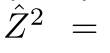 Ẑ² =